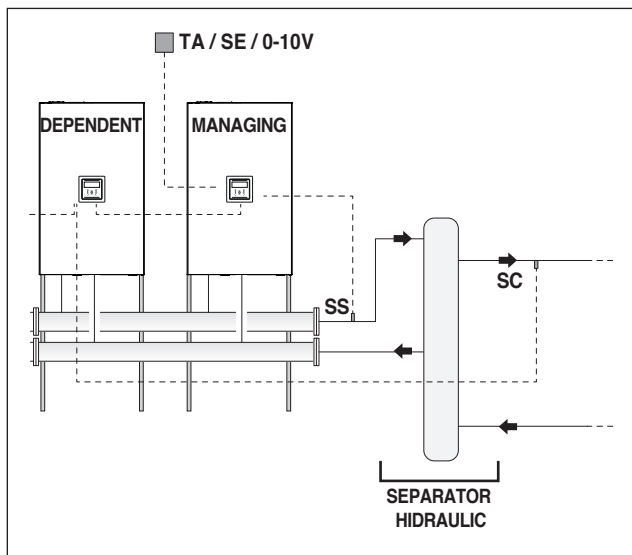 TA / SE / 0-10V
DEPENDENT
MANAGING
SS
SC
SEPARATOR
HIDRAULIC